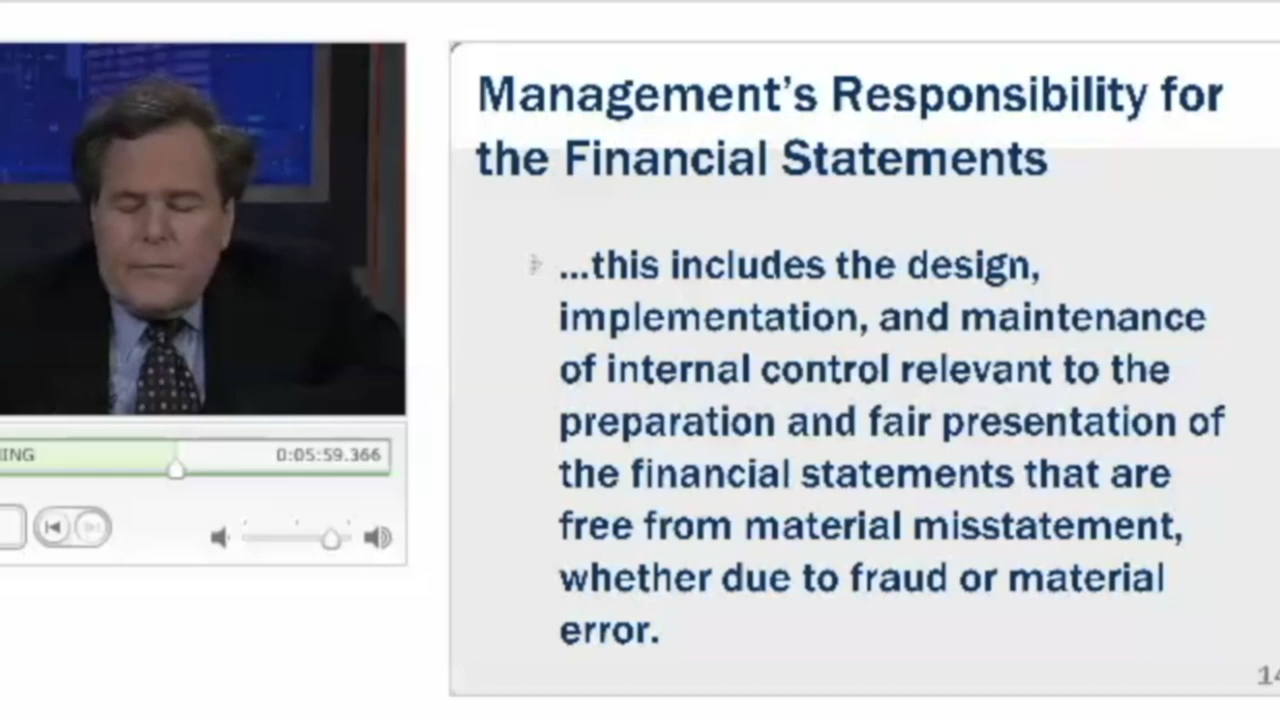 Management's Responsibility for
the Financial Statements
...this includes the design,
implementation, and maintenance
of internal control relevant to the
preparation and fair presentation of
the financial statements that are
free from material misstatement,
whether due to fraud or material
error.
14
ING
0:05:59.366